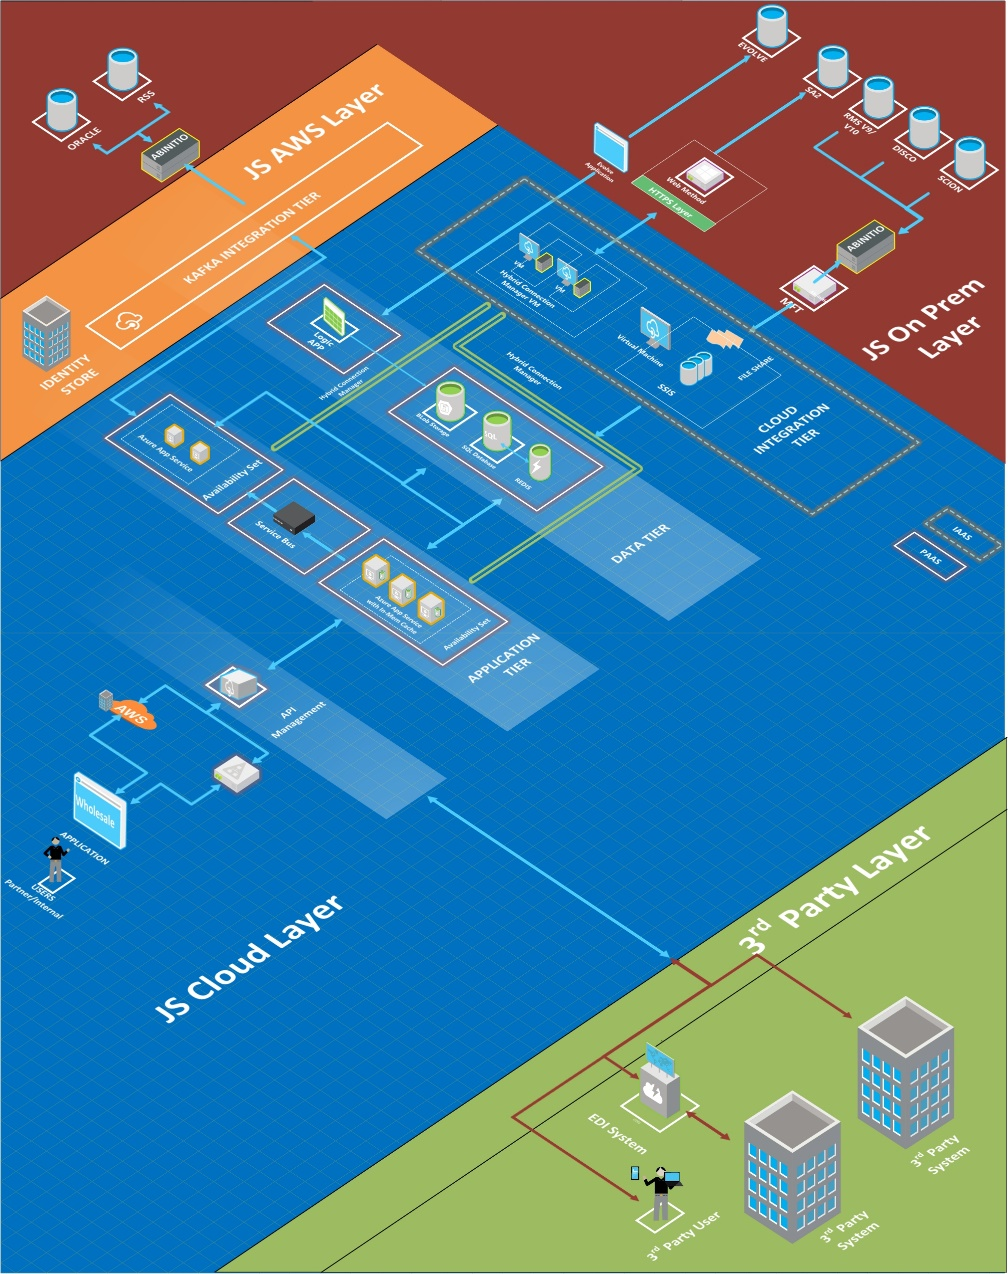 EVOLVE
SA2
RMS V9/
V10
DISCO
SCION
RSS
ORACLE
ABINITIO
JS AWS Layer
KAFKA INTEGRATION TIER
IDENTITY
STORE
Evolve
Application
Web Method
HTTPS Layer
ABINITIO
MFT
JS On Prem
Layer
VM
VM
Hybrid Connection
Manager VM
Virtual Machine
SSIS
FILE SHARE
CLOUD
INTEGRATION
TIER
Logic
APP
Hybrid Connection
Manager
Hybrid Connection
Manager
Blob Storage
SQL
SQL Database
REDIS
DATA TIER
IAAS
PAAS
Azure App Service
Availability Set
Service Bus
Azure App Service
with In-Mem Cache
Availability Set
APPLICATION
TIER
API
Management
AWS
Wholesale
APPLICATION
USERS
Partner/Internal
JS Cloud Layer
3rd Party Layer
EDI System
3rd Party User
3rd Party
System
3rd Party
System